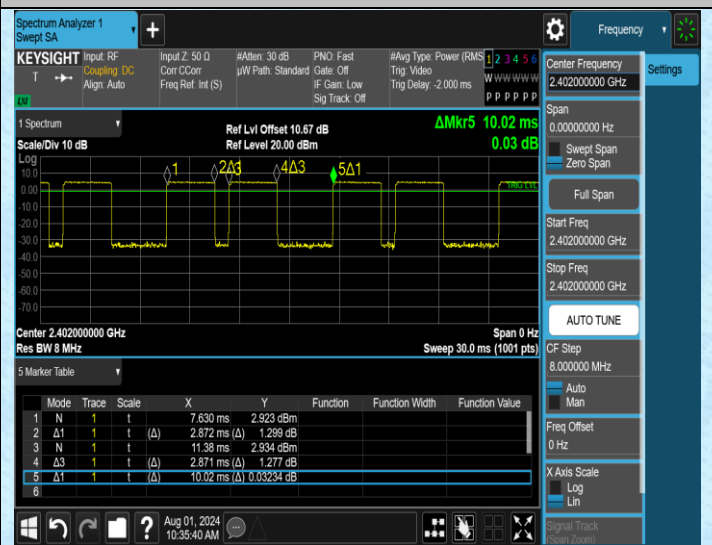 Spectrum Analyzer 1
Swept SA
+
Frequency
KEYSIGHT
Input: RF
Coupling: DC
Align: Auto
Input Z: 50 Ω
Corr CCorr
Freq Ref: Int (S)
#Atten: 30 dB
µW Path: Standard
PNO: Fast
Gate: Off
IF Gain: Low
Sig Track: Off
#Avg Type: Power (RMS
Trig: Video
Trig Delay: -2.000 ms
1 2 3 4 5 6
W W W W W W
P P P P P P
T
LXI
1 Spectrum
Scale/Div 10 dB
Ref Lvl Offset 10.67 dB
Ref Level 20.00 dBm
ΔMkr5 10.02 ms
0.03 dB
Log
10.0
0.00
-10.0
-20.0
-30.0
-40.0
-50.0
-60.0
-70.0
1
2Δ3
4Δ3
5Δ1
TRIG LVL
Center 2.402000000 GHz
Res BW 8 MHz
Span 0 Hz
Sweep 30.0 ms (1001 pts)
5 Marker Table
Mode Trace Scale X Y Function Function Width Function Value
1 N 1 t 7.630 ms 2.923 dBm
2 Δ1 1 t (Δ) 2.872 ms (Δ) 1.299 dB
3 N 1 t 11.38 ms 2.934 dBm
4 Δ3 1 t (Δ) 2.871 ms (Δ) 1.277 dB
5 Δ1 1 t (Δ) 10.02 ms (Δ) 0.03234 dB
6
?
Aug 01, 2024
10:35:40 AM
Center Frequency
2.402000000 GHz
Settings
Span
0.00000000 Hz
Swept Span
Zero Span
Full Span
Start Freq
2.402000000 GHz
Stop Freq
2.402000000 GHz
AUTO TUNE
CF Step
8.000000 MHz
Auto
Man
Freq Offset
0 Hz
X Axis Scale
Log
Lin
Signal Track
(Span Zoom)